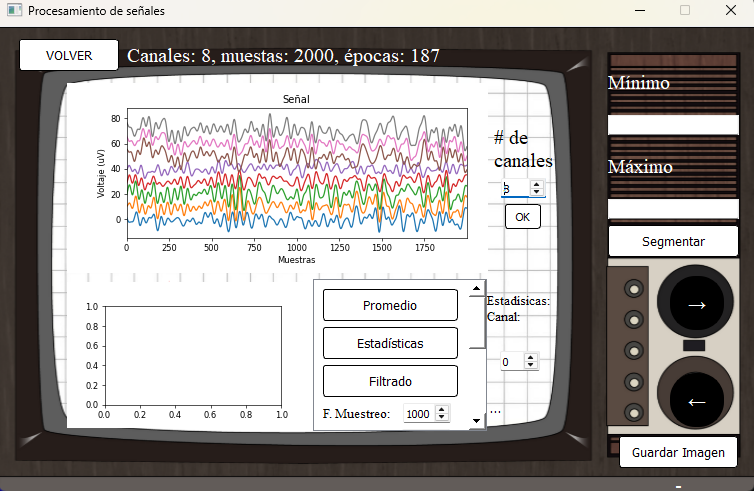 Procesamiento de señales
VOLVER
Canales: 8, muestas: 2000, épocas: 187
Señal
Voltaje (uV)
80
60
40
20
0
0
250
500
750
1000
1250
1500
1750
Muestras
# de
canales
8
OK
Mínimo
Máximo
Segmentar
→
←
Guardar Imagen
1.0
0.8
0.6
0.4
0.2
0.0
0.0
0.2
0.4
0.6
0.8
1.0
Promedio
Estadísticas
Filtrado
F. Muestreo:
1000
Estadisicas:
Canal:
0
...